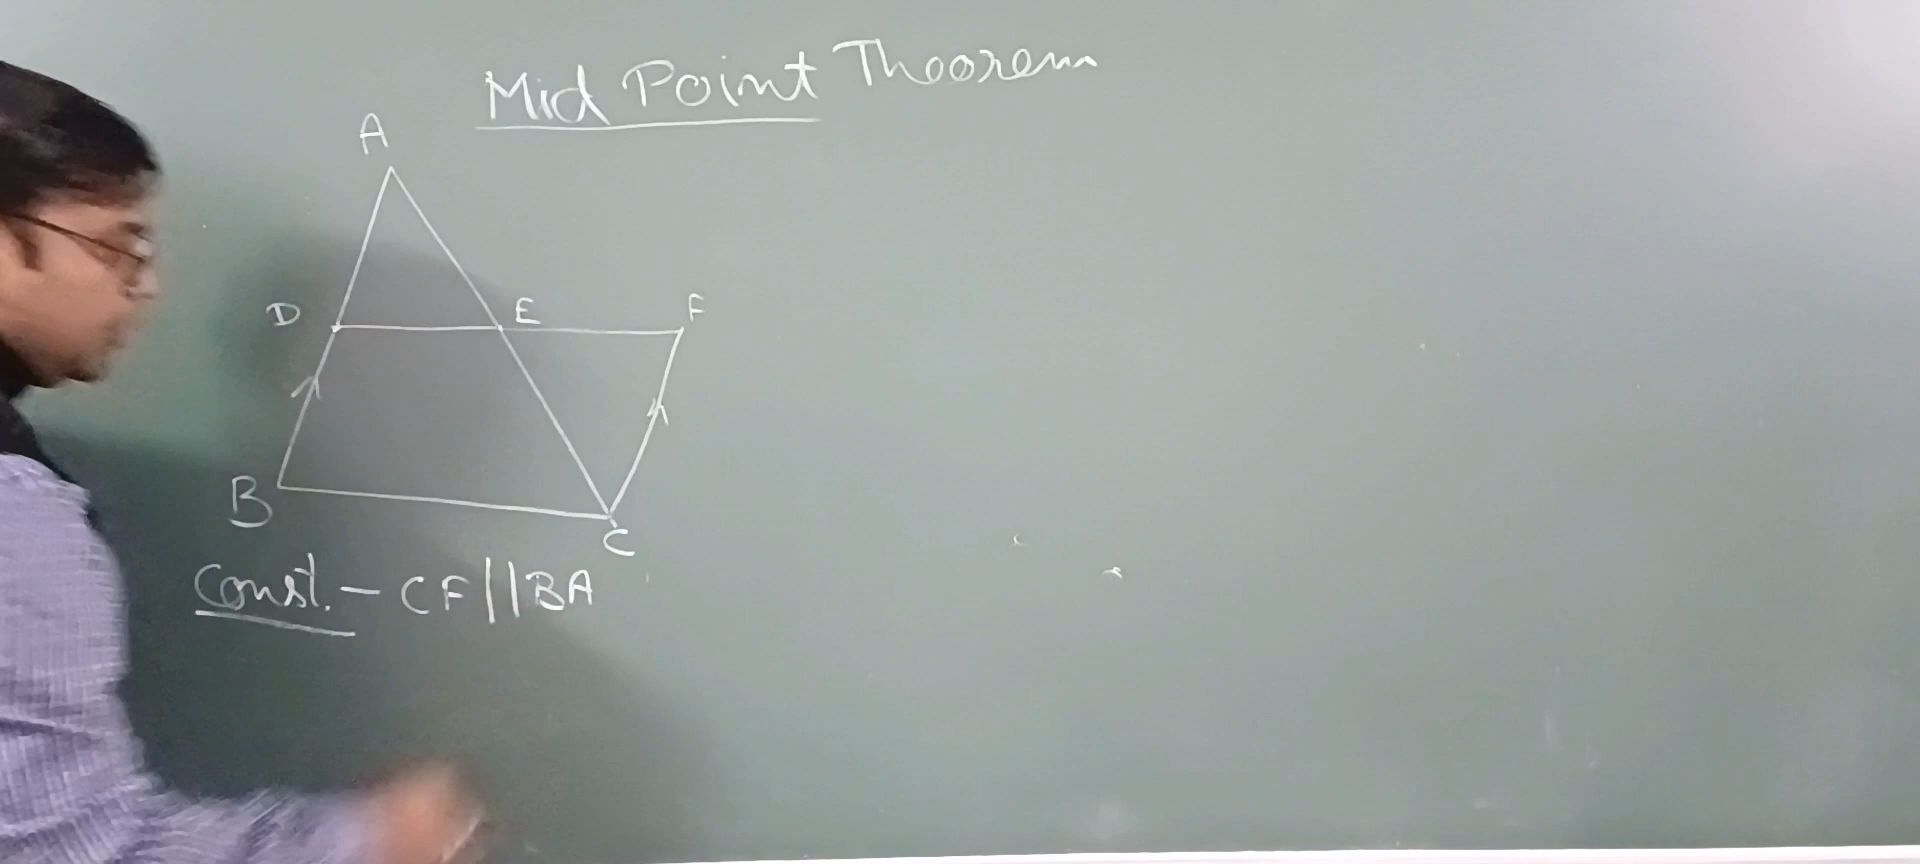 Mid Point Theorem
A
D E F
B
C
Const. - CF||BA